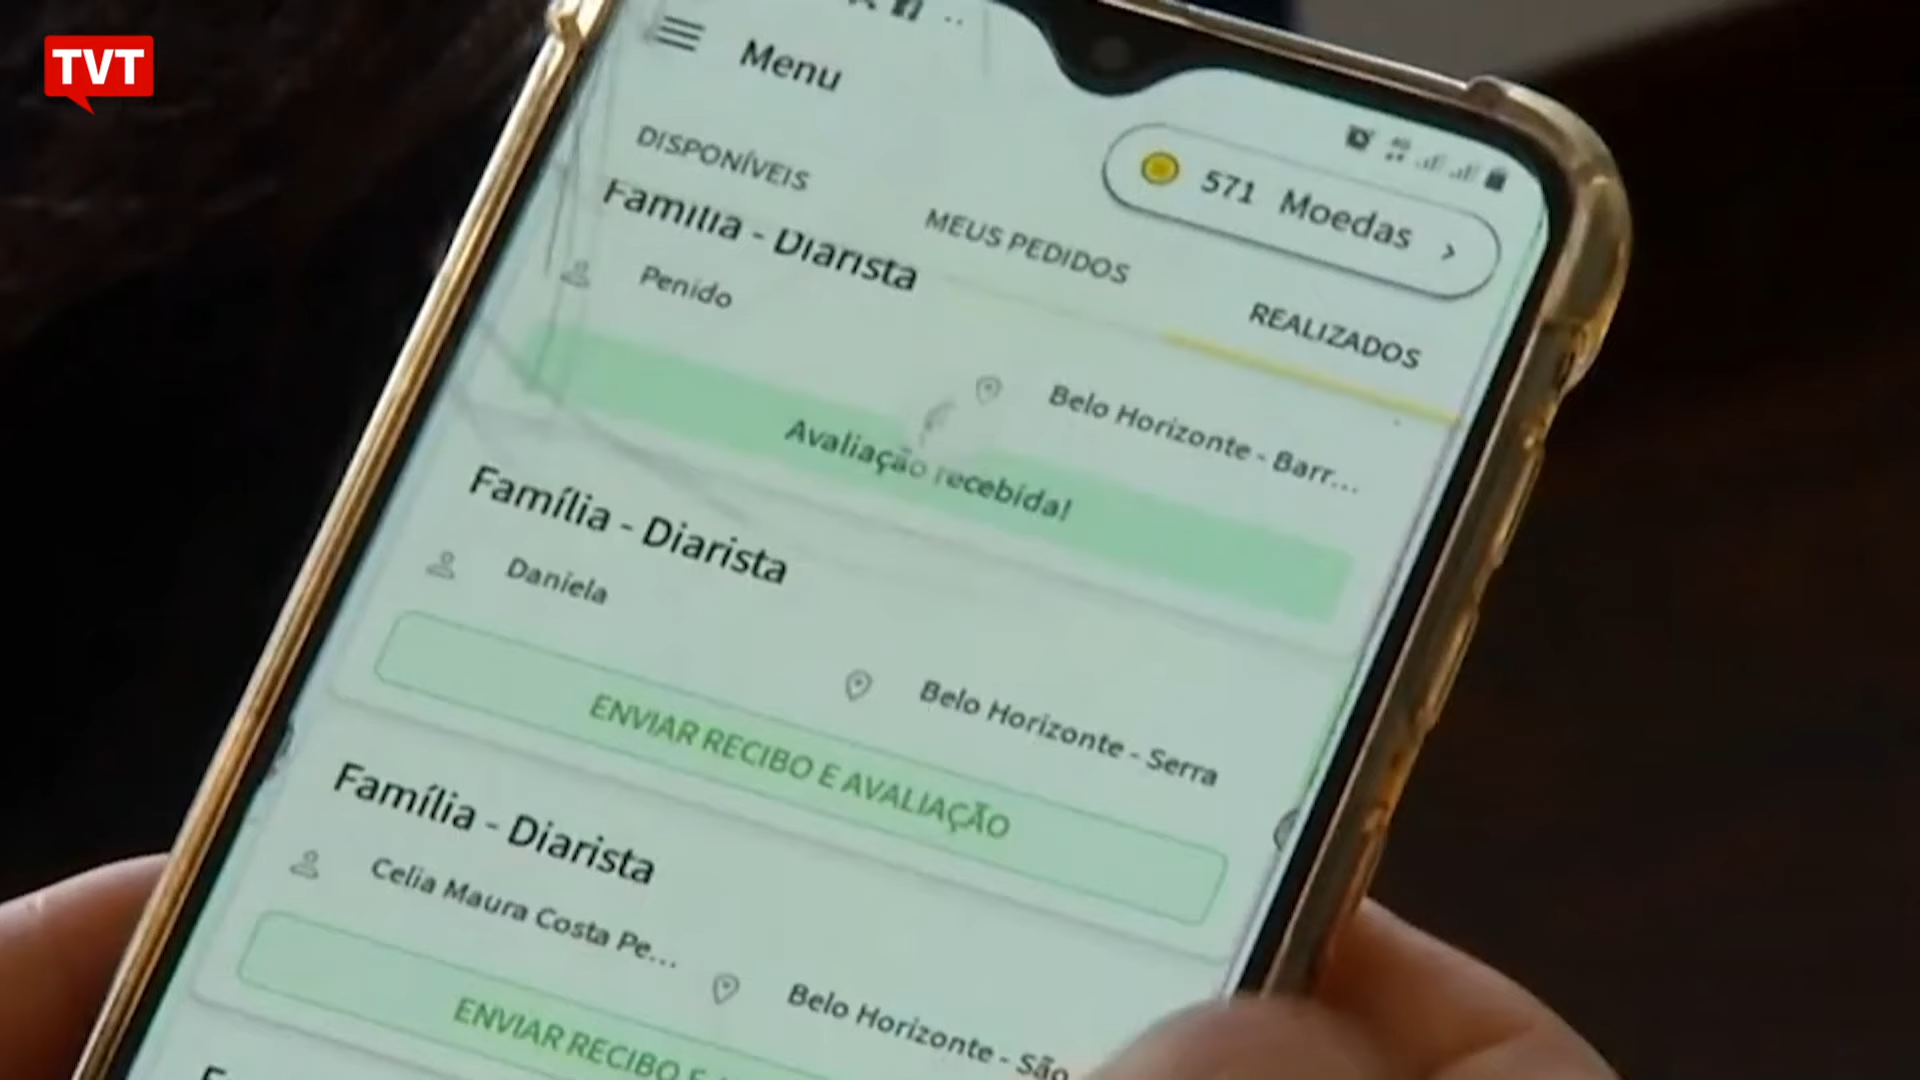 TVT
Menu
571 Moedas
DISPONÍVEIS
MEUS PEDIDOS
REALIZADOS
Família - Diarista
Penido
Belo Horizonte - Barr...
Avaliação recebida!
Família - Diarista
Daniela
Belo Horizonte - Serra
ENVIAR RECIBO E AVALIAÇÃO
Família - Diarista
Celia Maura Costa Pe...
Belo Horizonte - São
ENVIAR RECIBO E